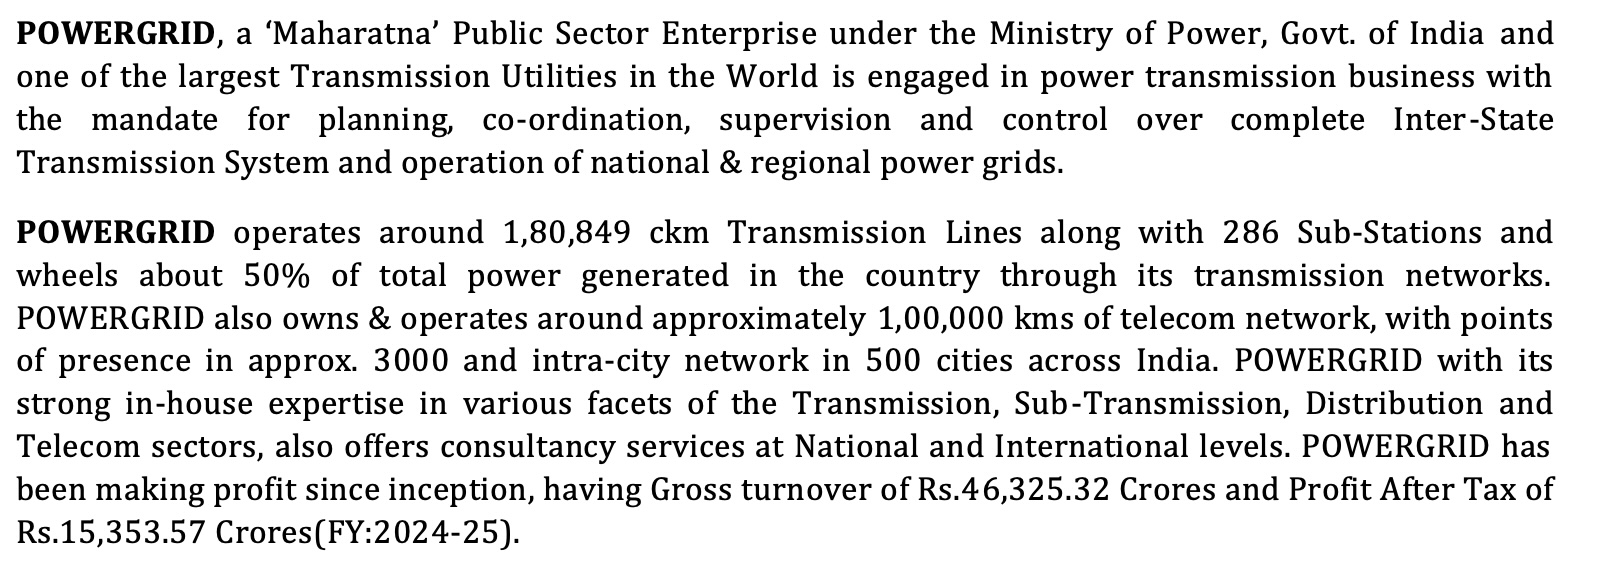 POWERGRID, a ‘Maharatna’ Public Sector Enterprise under the Ministry of Power, Govt. of India and
one of the largest Transmission Utilities in the World is engaged in power transmission business with
the mandate for planning, co-ordination, supervision and control over complete Inter-State
Transmission System and operation of national & regional power grids.
POWERGRID operates around 1,80,849 ckm Transmission Lines along with 286 Sub-Stations and
wheels about 50% of total power generated in the country through its transmission networks.
POWERGRID also owns & operates around approximately 1,00,000 kms of telecom network, with points
of presence in approx. 3000 and intra-city network in 500 cities across India. POWERGRID with its
strong in-house expertise in various facets of the Transmission, Sub-Transmission, Distribution and
Telecom sectors, also offers consultancy services at National and International levels. POWERGRID has
been making profit since inception, having Gross turnover of Rs.46,325.32 Crores and Profit After Tax of
Rs.15,353.57 Crores(FY:2024-25).